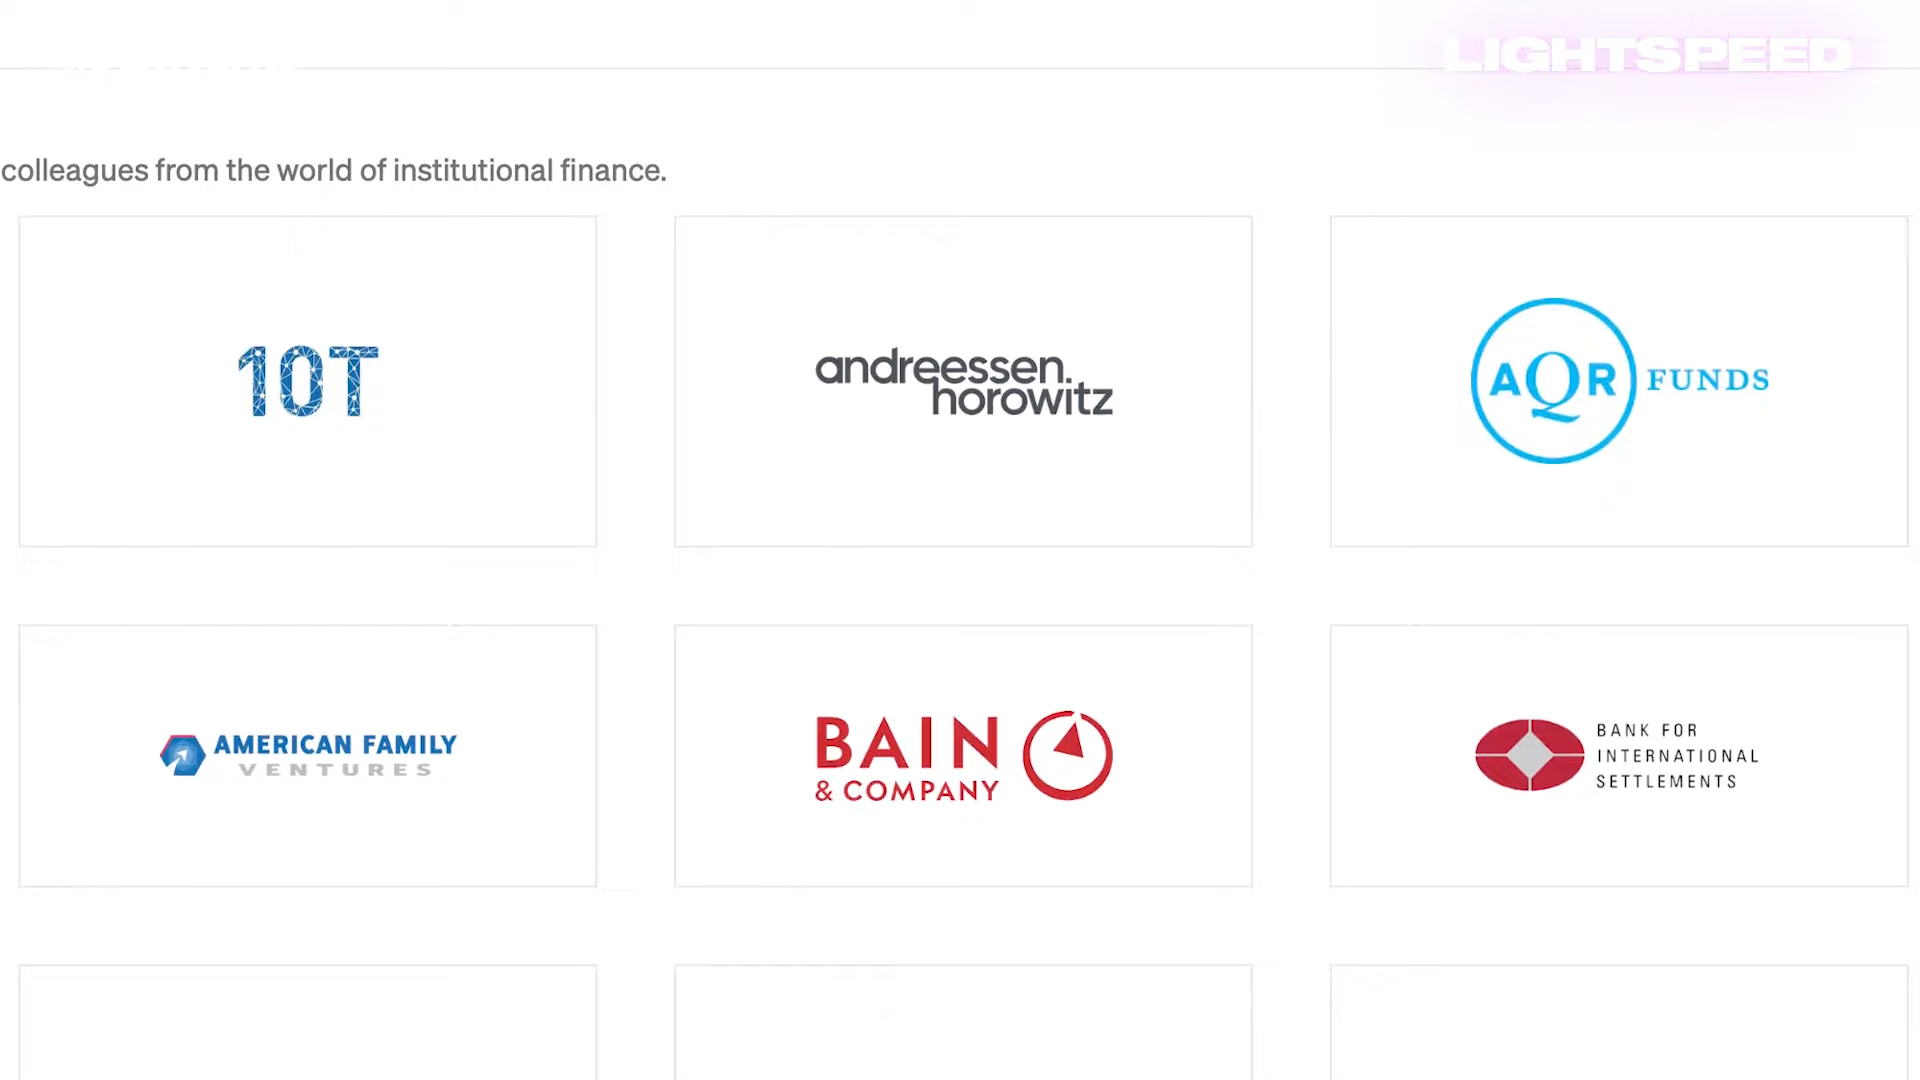 LIGHTSPEED
colleagues from the world of institutional finance.
10T
andreessen.
horowitz
AQR FUNDS
AMERICAN FAMILY
VENTURES
BAIN
& COMPANY
BANK FOR
INTERNATIONAL
SETTLEMENTS